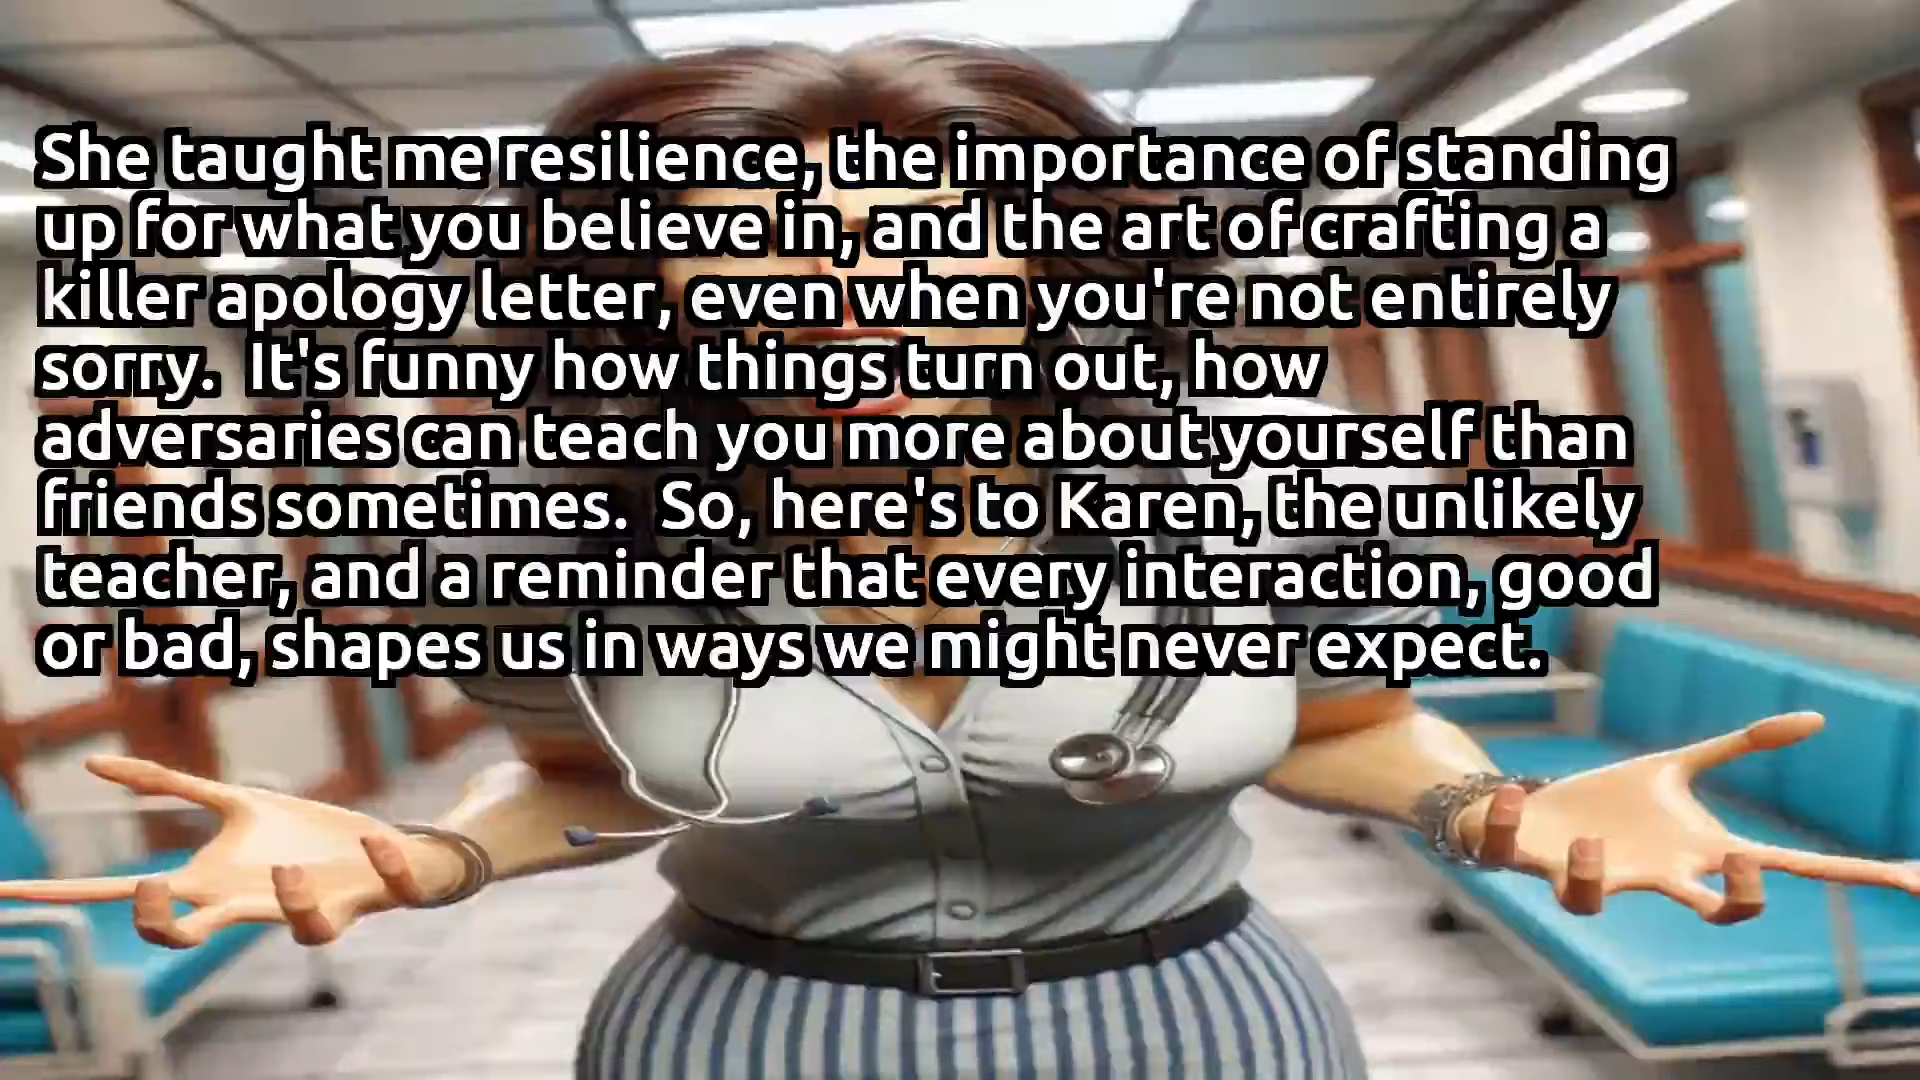 She taught me resilience, the importance of standing
up for what you believe in, and the art of crafting a
killer apology letter, even when you're not entirely
sorry.  It's funny how things turn out, how
adversaries can teach you more about yourself than
friends sometimes.  So, here's to Karen, the unlikely
teacher, and a reminder that every interaction, good
or bad, shapes us in ways we might never expect.